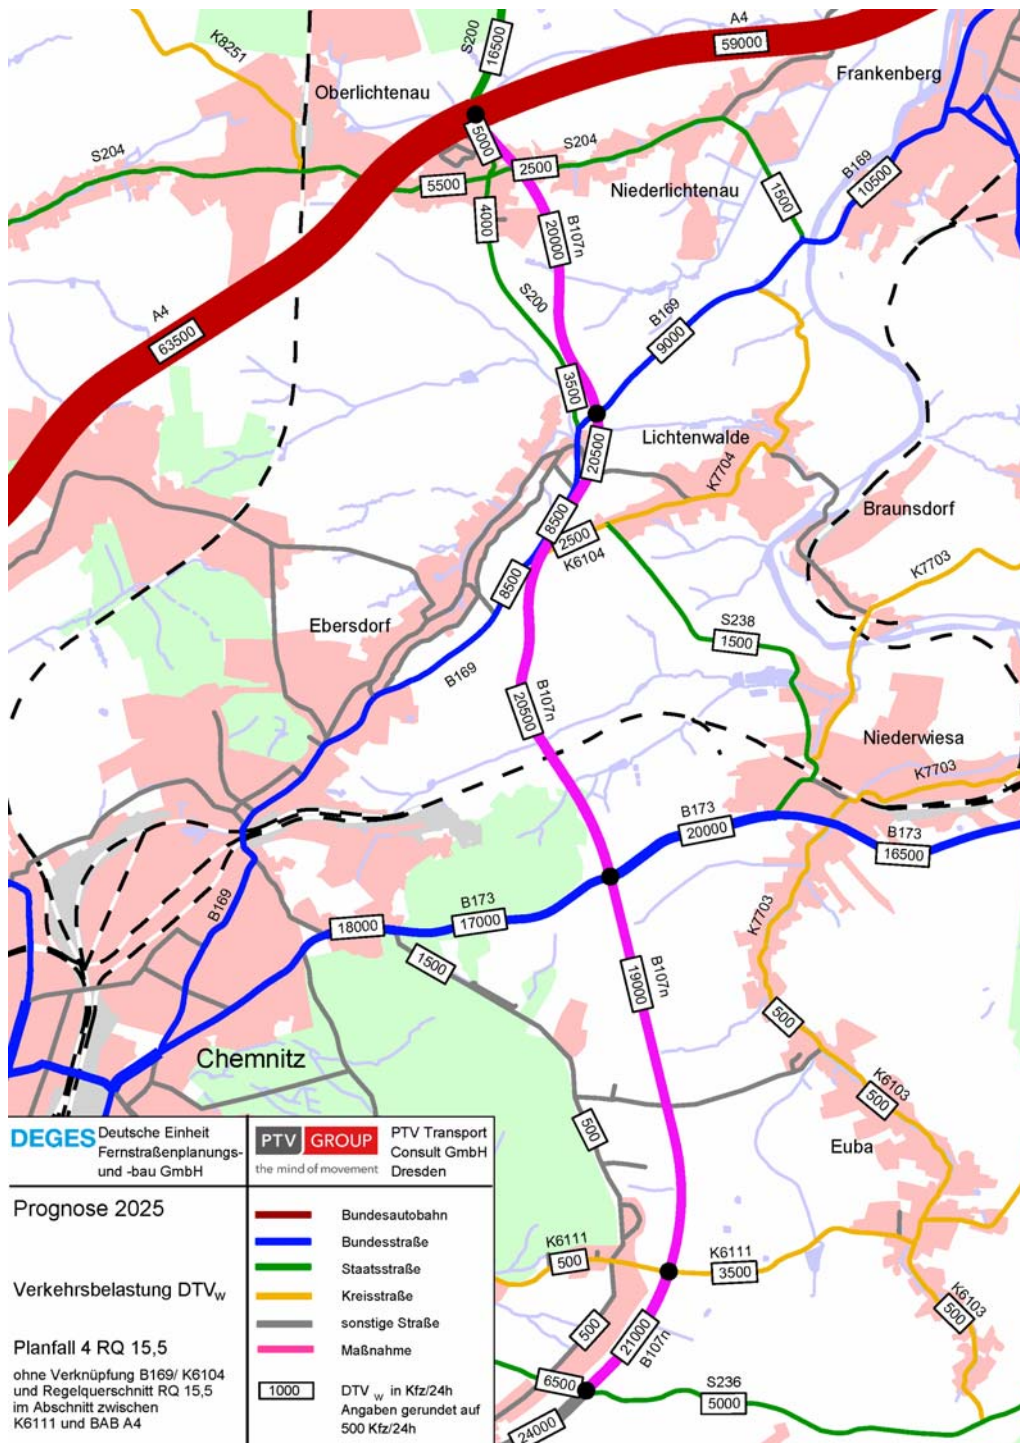 A4
59000
S200
16500
K8251
Frankenberg
Oberlichtenau
5000
S204
S204
2500
5500
Niederlichtenau
1500
B169
10500
4000
20000
B107n
S200
B169
9000
A4
63500
3500
Lichtenwalde
20500
K7704
Braunsdorf
8500
2500
K6104
8500
K7703
Ebersdorf
S238
1500
B169
B107n
20500
Niederwiesa
K7703
B173
20000
B173
16500
B169
B173
17000
18000
K7703
1500
B107n
19000
500
Chemnitz
K6103
500
500
Euba
K6111
500
K6111
3500
K6103
500
500
21000
B107n
6500
S236
5000
24000
DEGES Deutsche Einheit
Fernstraßenplanungs-
und -bau GmbH
PTV GROUP
the mind of movement
PTV Transport
Consult GmbH
Dresden
Prognose 2025
Verkehrsbelastung DTVw
Planfall 4 RQ 15,5
ohne Verknüpfung B169/ K6104
und Regelquerschnitt RQ 15,5
im Abschnitt zwischen
K6111 und BAB A4
Bundesautobahn
Bundesstraße
Staatsstraße
Kreisstraße
sonstige Straße
Maßnahme
1000
DTV w in Kfz/24h
Angaben gerundet auf
500 Kfz/24h